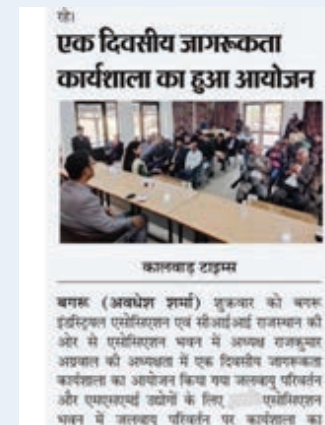 रहे।
एक दिवसीय जागरूकता
कार्यशाला का हुआ आयोजन
कालवाड़ टाइम्स
बगरू (अवधेश शर्मा) शुक्रवार को बगरू
इंडस्ट्रियल एसोसिएशन एवं सीआईआई राजस्थान की
ओर से एसोसिएशन भवन में अध्यक्ष राजकुमार
अग्रवाल की अध्यक्षता में एक दिवसीय जागरूकता
कार्यशाला का आयोजन किया गया जलवायु परिवर्तन
और एमएसएमई उद्योगों के लिए एसोसिएशन
भवन में जलवायु परिवर्तन पर कार्यशाला का